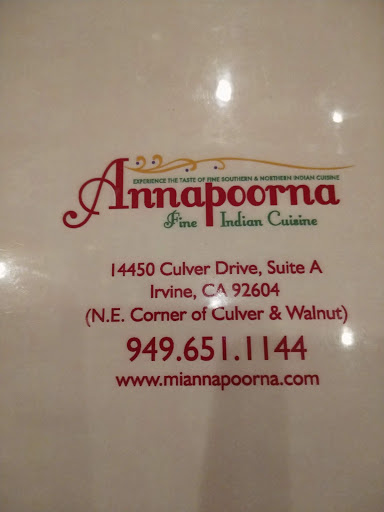 EXPERIENCE THE TASTE OF FINE SOUTHERN & NORTHERN INDIAN CUISINE
Annapoorna
Fine Indian Cuisine
14450 Culver Drive, Suite A
Irvine, CA 92604
(N.E. Corner of Culver & Walnut)
949.651.1144
www.miannapoorna.com